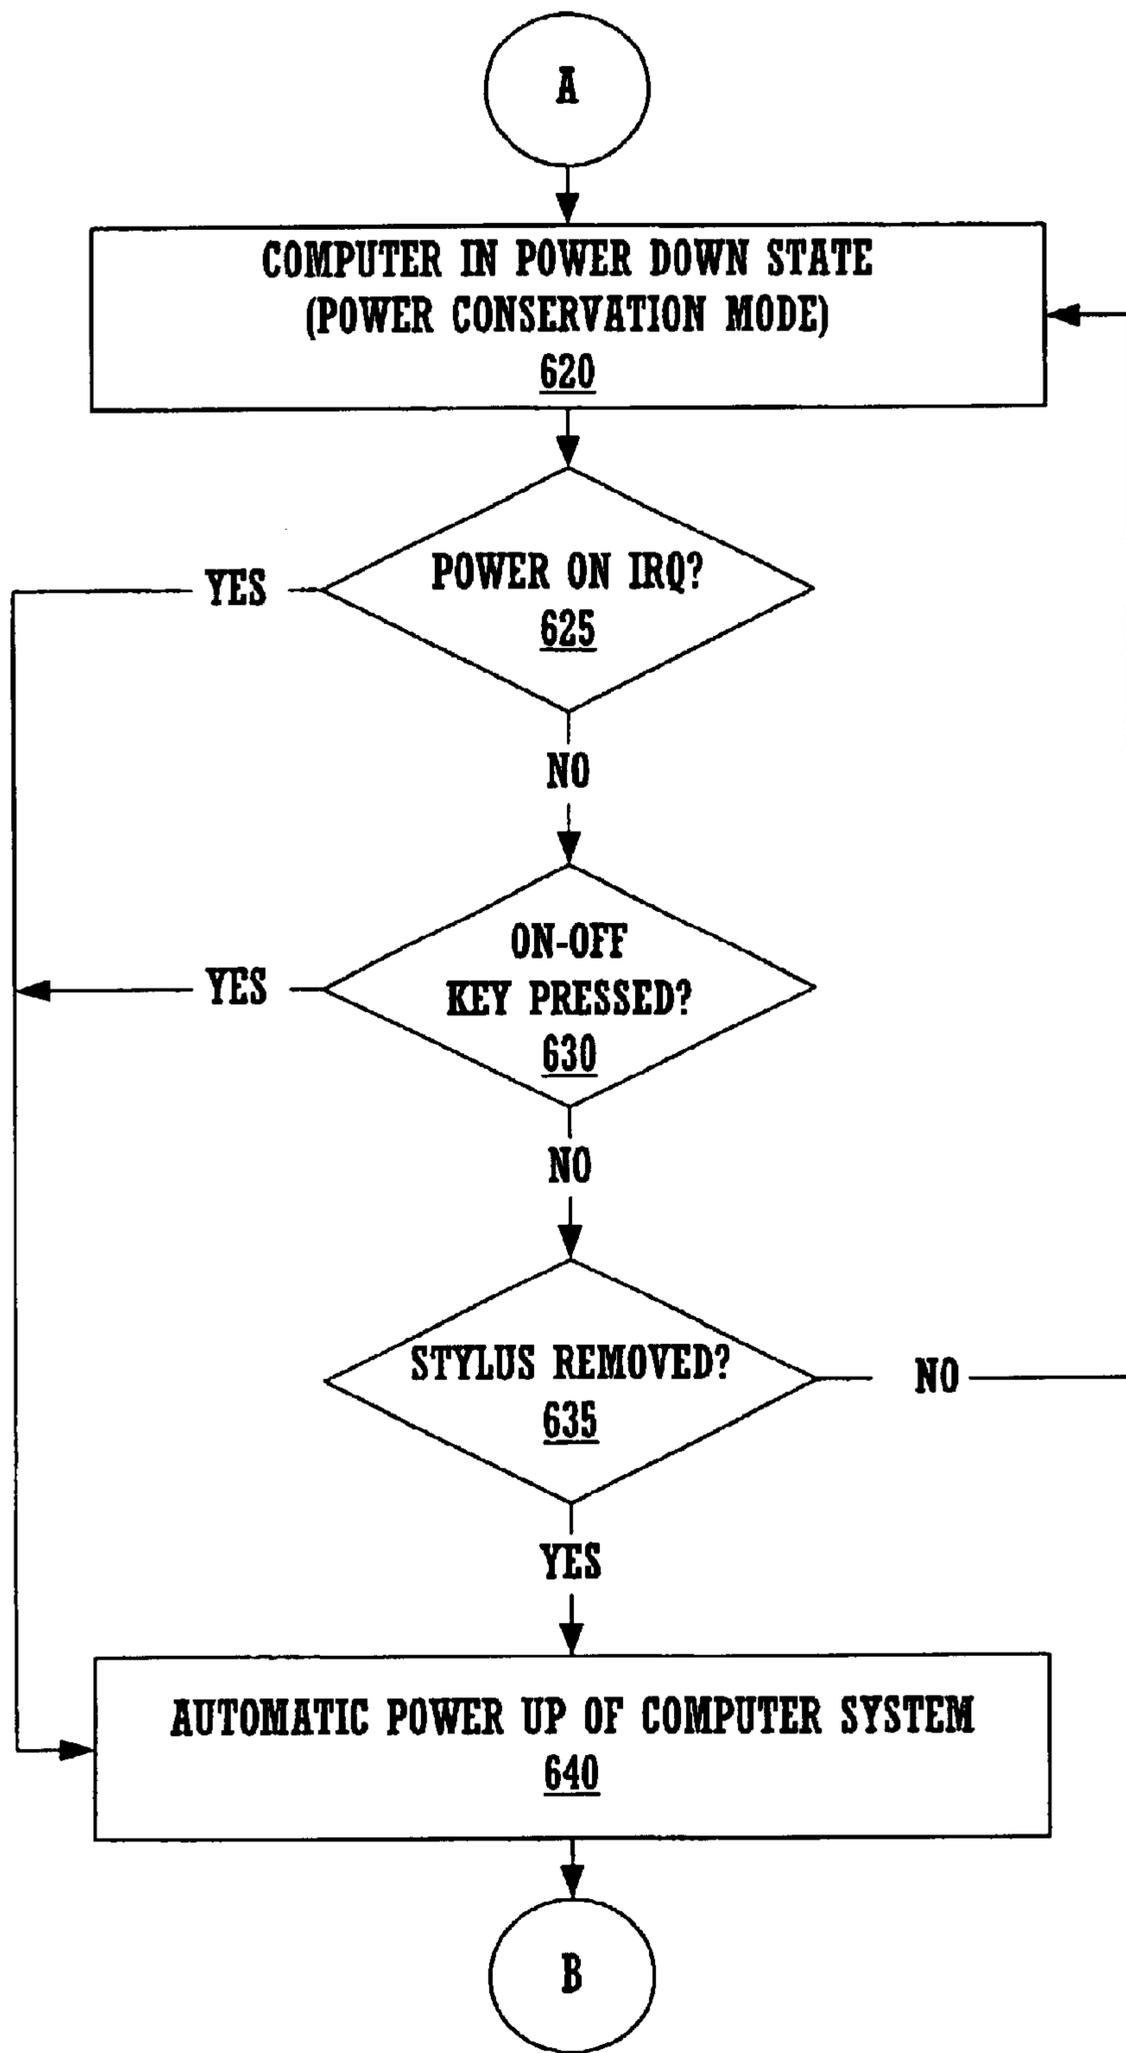 A
COMPUTER IN POWER DOWN STATE
(POWER CONSERVATION MODE)
620
POWER ON IRQ?
625
YES
NO
ON-OFF
KEY PRESSED?
630
YES
NO
STYLUS REMOVED?
635
NO
YES
AUTOMATIC POWER UP OF COMPUTER SYSTEM
640
B